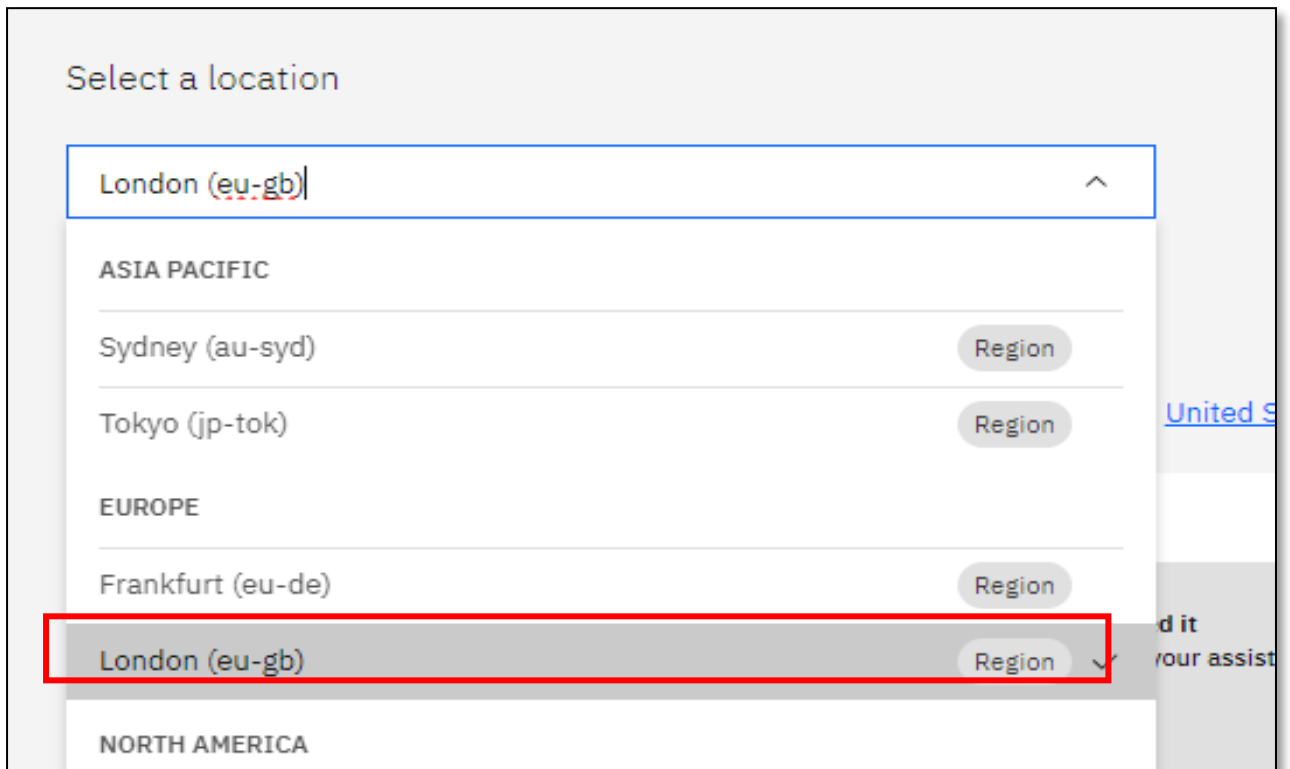 Select a location
London (eu-gb)
ASIA PACIFIC
Sydney (au-syd) Region
Tokyo (jp-tok) Region
United S
EUROPE
Frankfurt (eu-de) Region
d it
London (eu-gb) Region
your assist
NORTH AMERICA